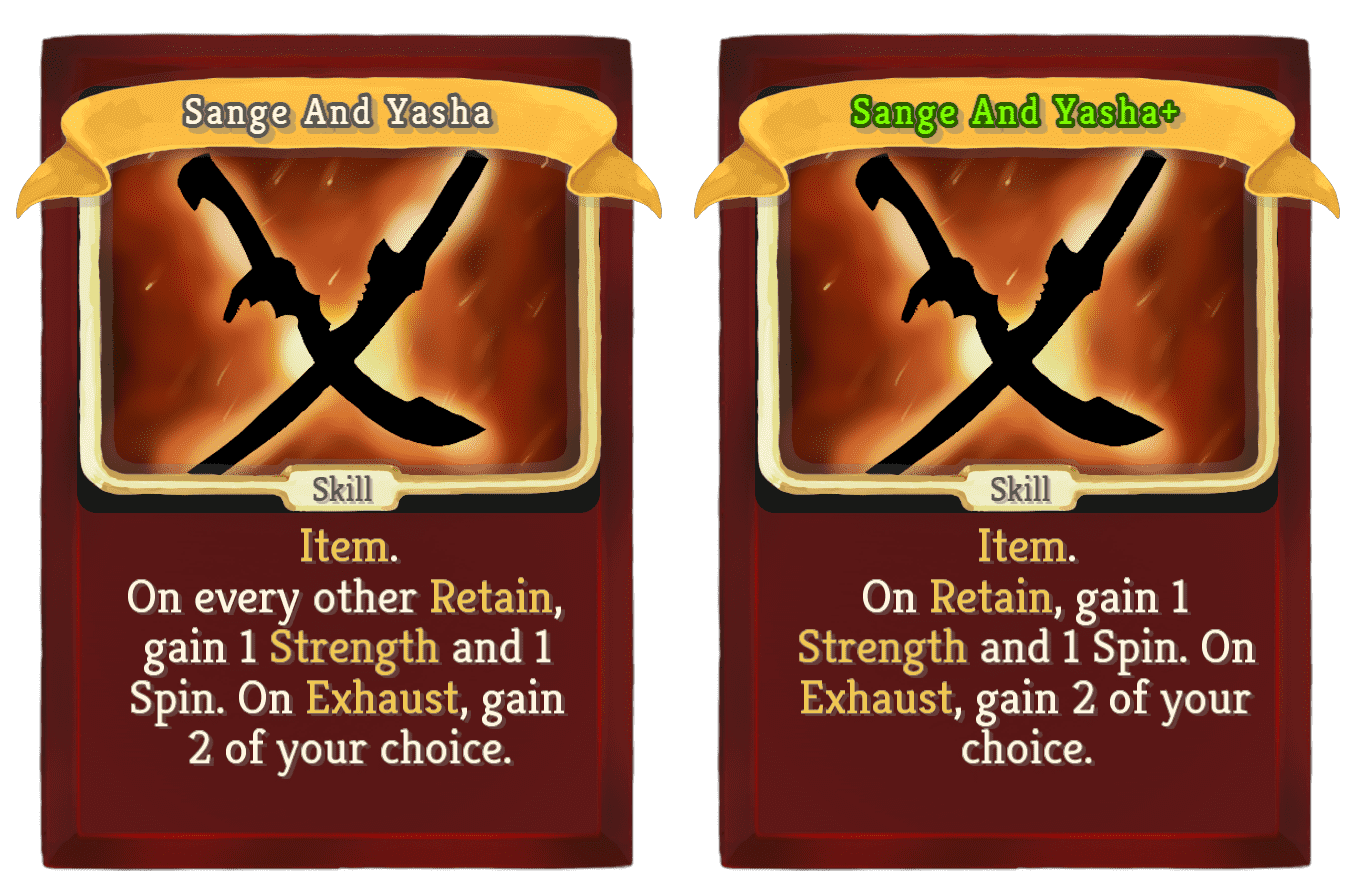 Sange And Yasha
Skill
Item.
On every other Retain,
gain 1 Strength and 1
Spin. On Exhaust, gain
2 of your choice.
Sange And Yasha+
Skill
Item.
On Retain, gain 1
Strength and 1 Spin. On
Exhaust, gain 2 of your
choice.